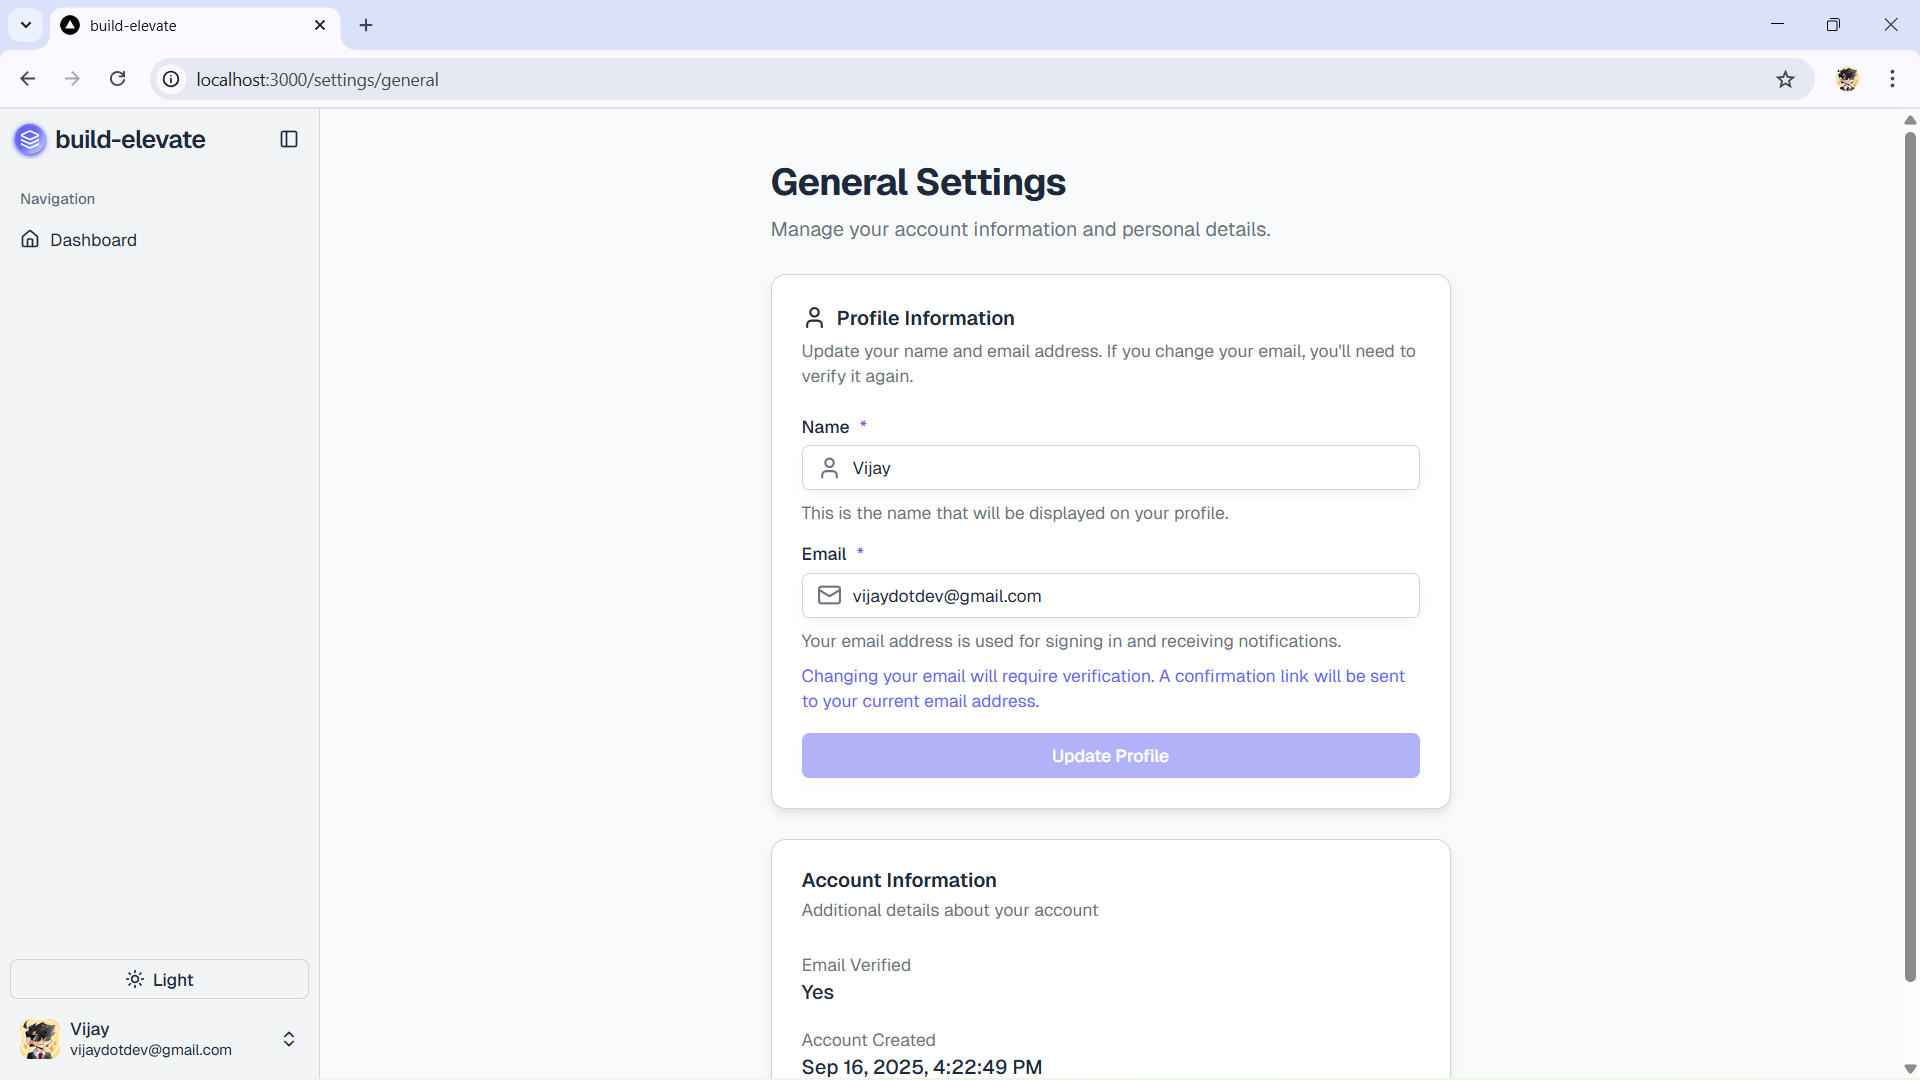 build-elevate
localhost:3000/settings/general
build-elevate
Navigation
Dashboard
General Settings
Manage your account information and personal details.
Profile Information
Update your name and email address. If you change your email, you'll need to
verify it again.
Name *
Vijay
This is the name that will be displayed on your profile.
Email *
vijaydotdev@gmail.com
Your email address is used for signing in and receiving notifications.
Changing your email will require verification. A confirmation link will be sent
to your current email address.
Update Profile
Account Information
Additional details about your account
Email Verified
Yes
Account Created
Sep 16, 2025, 4:22:49 PM
Light
Vijay
vijaydotdev@gmail.com